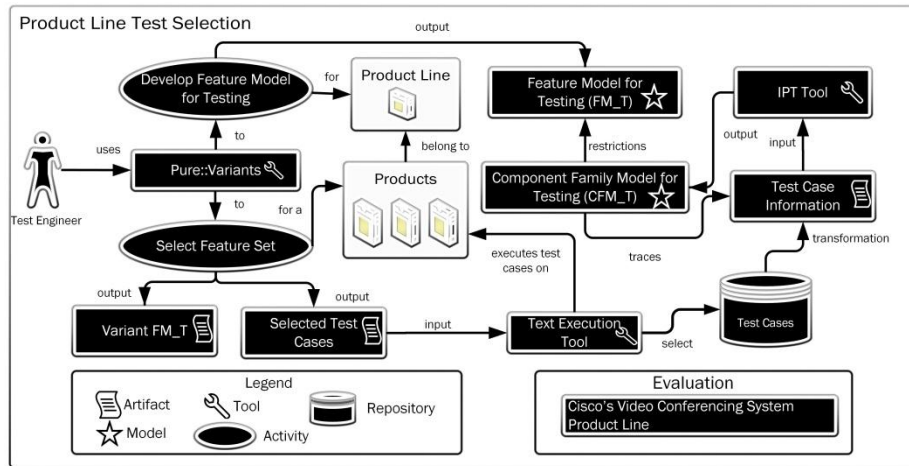 Product Line Test Selection
output
Develop Feature Model
for Testing
for
Product Line
Feature Model for
Testing (FM_T)
IPT Tool
uses
to
belong to
restrictions
output
input
Test Engineer
Pure::Variants
to
for a
Products
Component Family Model for
Testing (CFM_T)
Test Case
Information
Select Feature Set
executes test
cases on
traces
transformation
output
output
Variant FM_T
Selected Test
Cases
input
Text Execution
Tool
select
Test Cases
Legend
Artifact
Tool
Repository
Model
Activity
Evaluation
Cisco's Video Conferencing System
Product Line